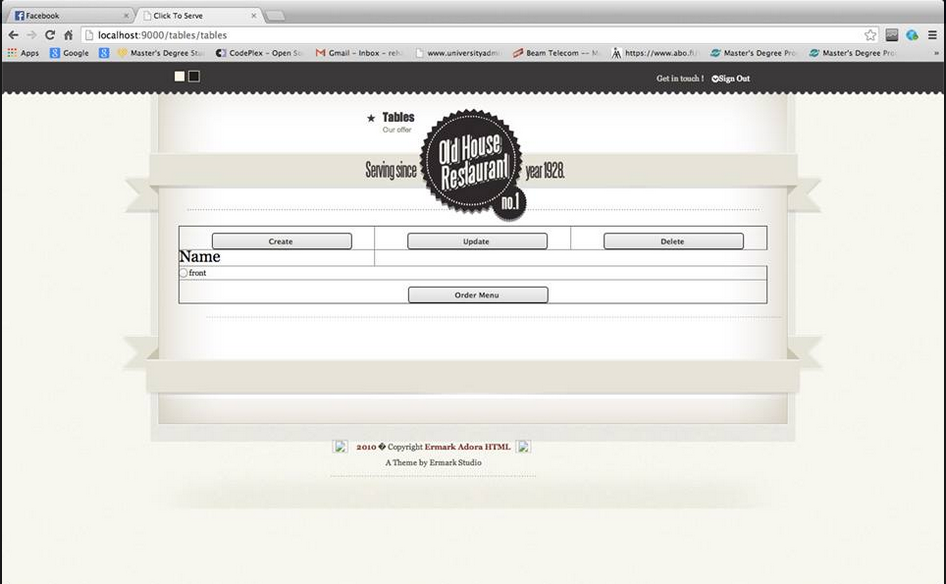 Facebook
Click To Serve
localhost:9000/tables/tables
Apps
Google
Master's Degree Stu
CodePlex - Open So
Gmail - Inbox - reh
www.universityadm
Beam Telecom -- M
https://www.abo.fi
Master's Degree Pro
Master's Degree Pro
»
Get in touch !
Sign Out
Tables
Our offer
Serving since
Old House
Restaurant
year 1928.
no.1
Create
Update
Delete
Name
front
Order Menu
2010 � Copyright Ermark Adora HTML
A Theme by Ermark Studio